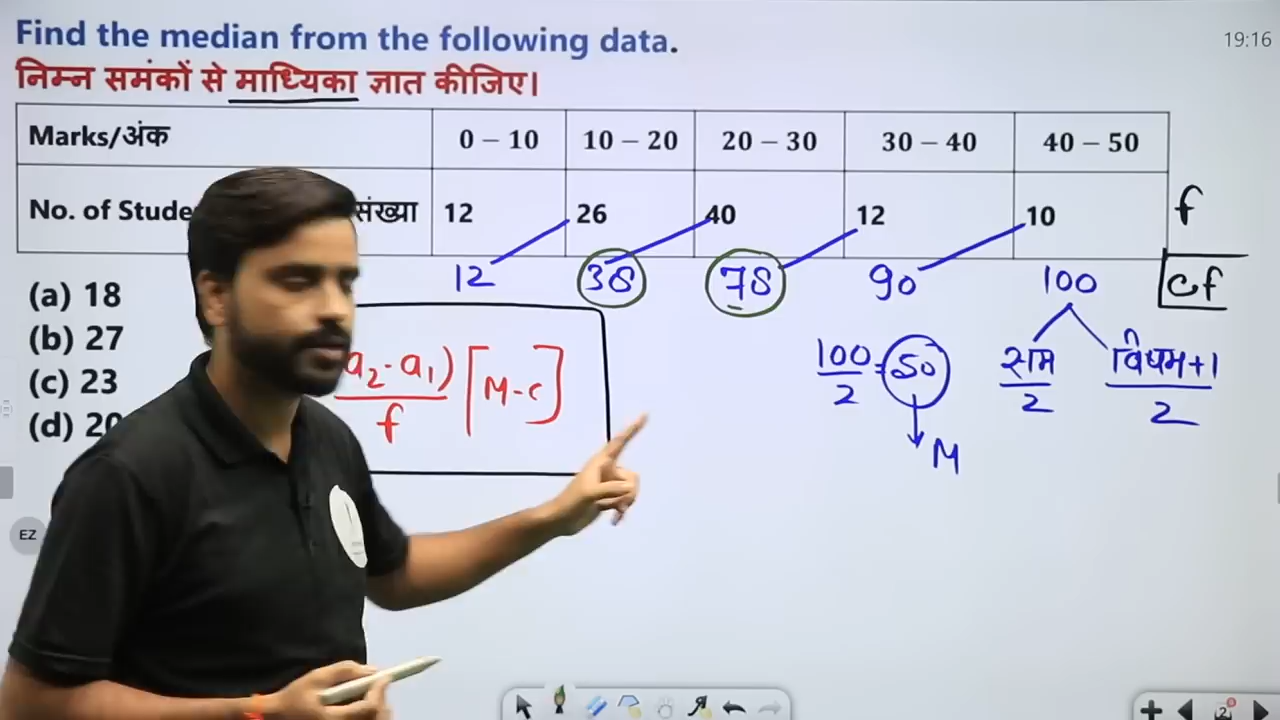 Find the median from the following data.
19:16
निम्न समंकों से माध्यिका ज्ञात कीजिए।
Marks/अंक 0 – 10 10 – 20 20 – 30 30 – 40 40 – 50
No. of Stude संख्या 12 26 40 12 10 f
12 38 78 90 100 cf
(a) 18
(b) 27
(c) 23
(d) 20
a₂ - a₁) / f [M - c]
100/2 = 50
M
सम/2 विषम+1/2
EZ
2